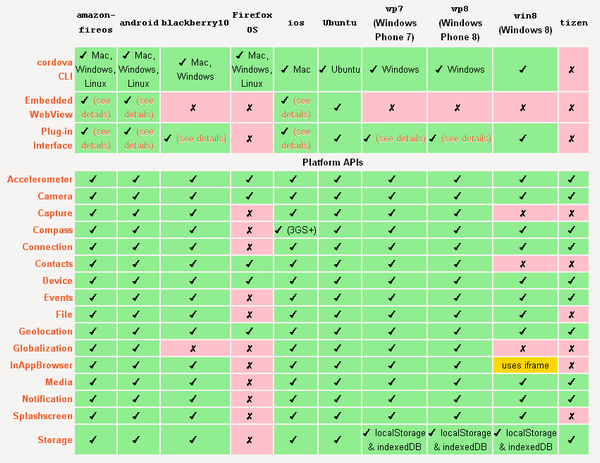 amazon-fireos android blackberry10 Firefox OS ios Ubuntu wp7 (Windows Phone 7) wp8 (Windows Phone 8) win8 (Windows 8) tizen
cordova CLI ✔ Mac, Windows, Linux ✔ Mac, Windows, Linux ✔ Mac, Windows ✔ Mac, Windows, Linux ✔ Mac ✔ Ubuntu ✔ Windows ✔ Windows ✔ ✘
Embedded WebView ✔ (see details) ✔ (see details) ✘ ✘ ✔ (see details) ✔ ✘ ✘ ✘ ✘
Plug-in Interface ✔ (see details) ✔ (see details) ✔ (see details) ✘ ✔ (see details) ✔ ✔ (see details) ✔ (see details) ✔ ✘
Platform APIs
Accelerometer ✔ ✔ ✔ ✔ ✔ ✔ ✔ ✔ ✔ ✔
Camera ✔ ✔ ✔ ✔ ✔ ✔ ✔ ✔ ✔ ✔
Capture ✔ ✔ ✔ ✘ ✔ ✔ ✔ ✔ ✘ ✘
Compass ✔ ✔ ✔ ✘ ✔ (3GS+) ✔ ✔ ✔ ✔ ✔
Connection ✔ ✔ ✔ ✘ ✔ ✔ ✔ ✔ ✔ ✔
Contacts ✔ ✔ ✔ ✔ ✔ ✔ ✔ ✔ ✘ ✘
Device ✔ ✔ ✔ ✔ ✔ ✔ ✔ ✔ ✔ ✔
Events ✔ ✔ ✔ ✘ ✔ ✔ ✔ ✔ ✔ ✔
File ✔ ✔ ✔ ✘ ✔ ✔ ✔ ✔ ✔ ✘
Geolocation ✔ ✔ ✔ ✔ ✔ ✔ ✔ ✔ ✔ ✔
Globalization ✔ ✔ ✘ ✘ ✔ ✔ ✔ ✔ ✘ ✘
InAppBrowser ✔ ✔ ✔ ✘ ✔ ✔ ✔ ✔ uses iframe ✘
Media ✔ ✔ ✔ ✘ ✔ ✔ ✔ ✔ ✔ ✔
Notification ✔ ✔ ✔ ✘ ✔ ✔ ✔ ✔ ✔ ✔
Splashscreen ✔ ✔ ✔ ✘ ✔ ✔ ✔ ✔ ✔ ✘
Storage ✔ ✔ ✔ ✘ ✔ ✔ ✔ localStorage & indexedDB ✔ localStorage & indexedDB ✔ localStorage & indexedDB ✔